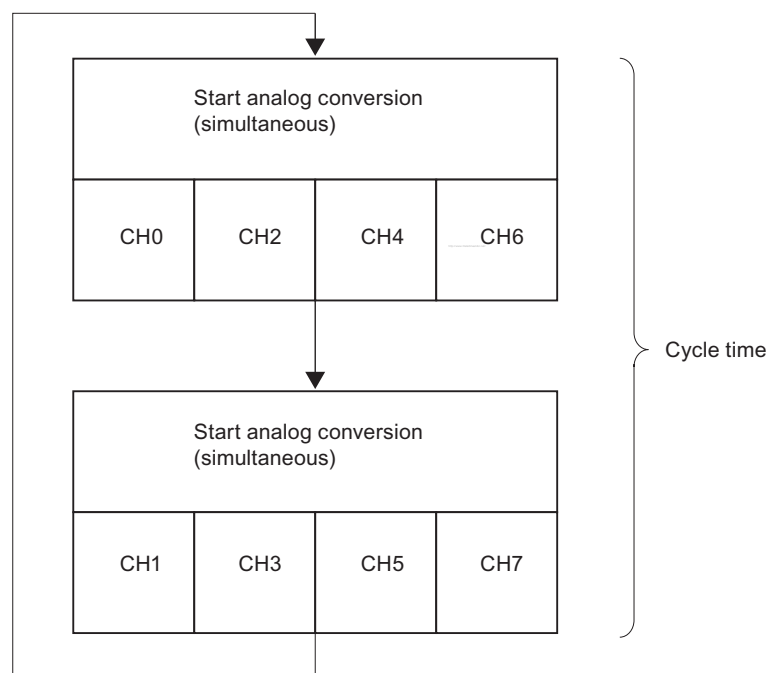 Start analog conversion
(simultaneous)
CH0 CH2 CH4 CH6
Cycle time
Start analog conversion
(simultaneous)
CH1 CH3 CH5 CH7